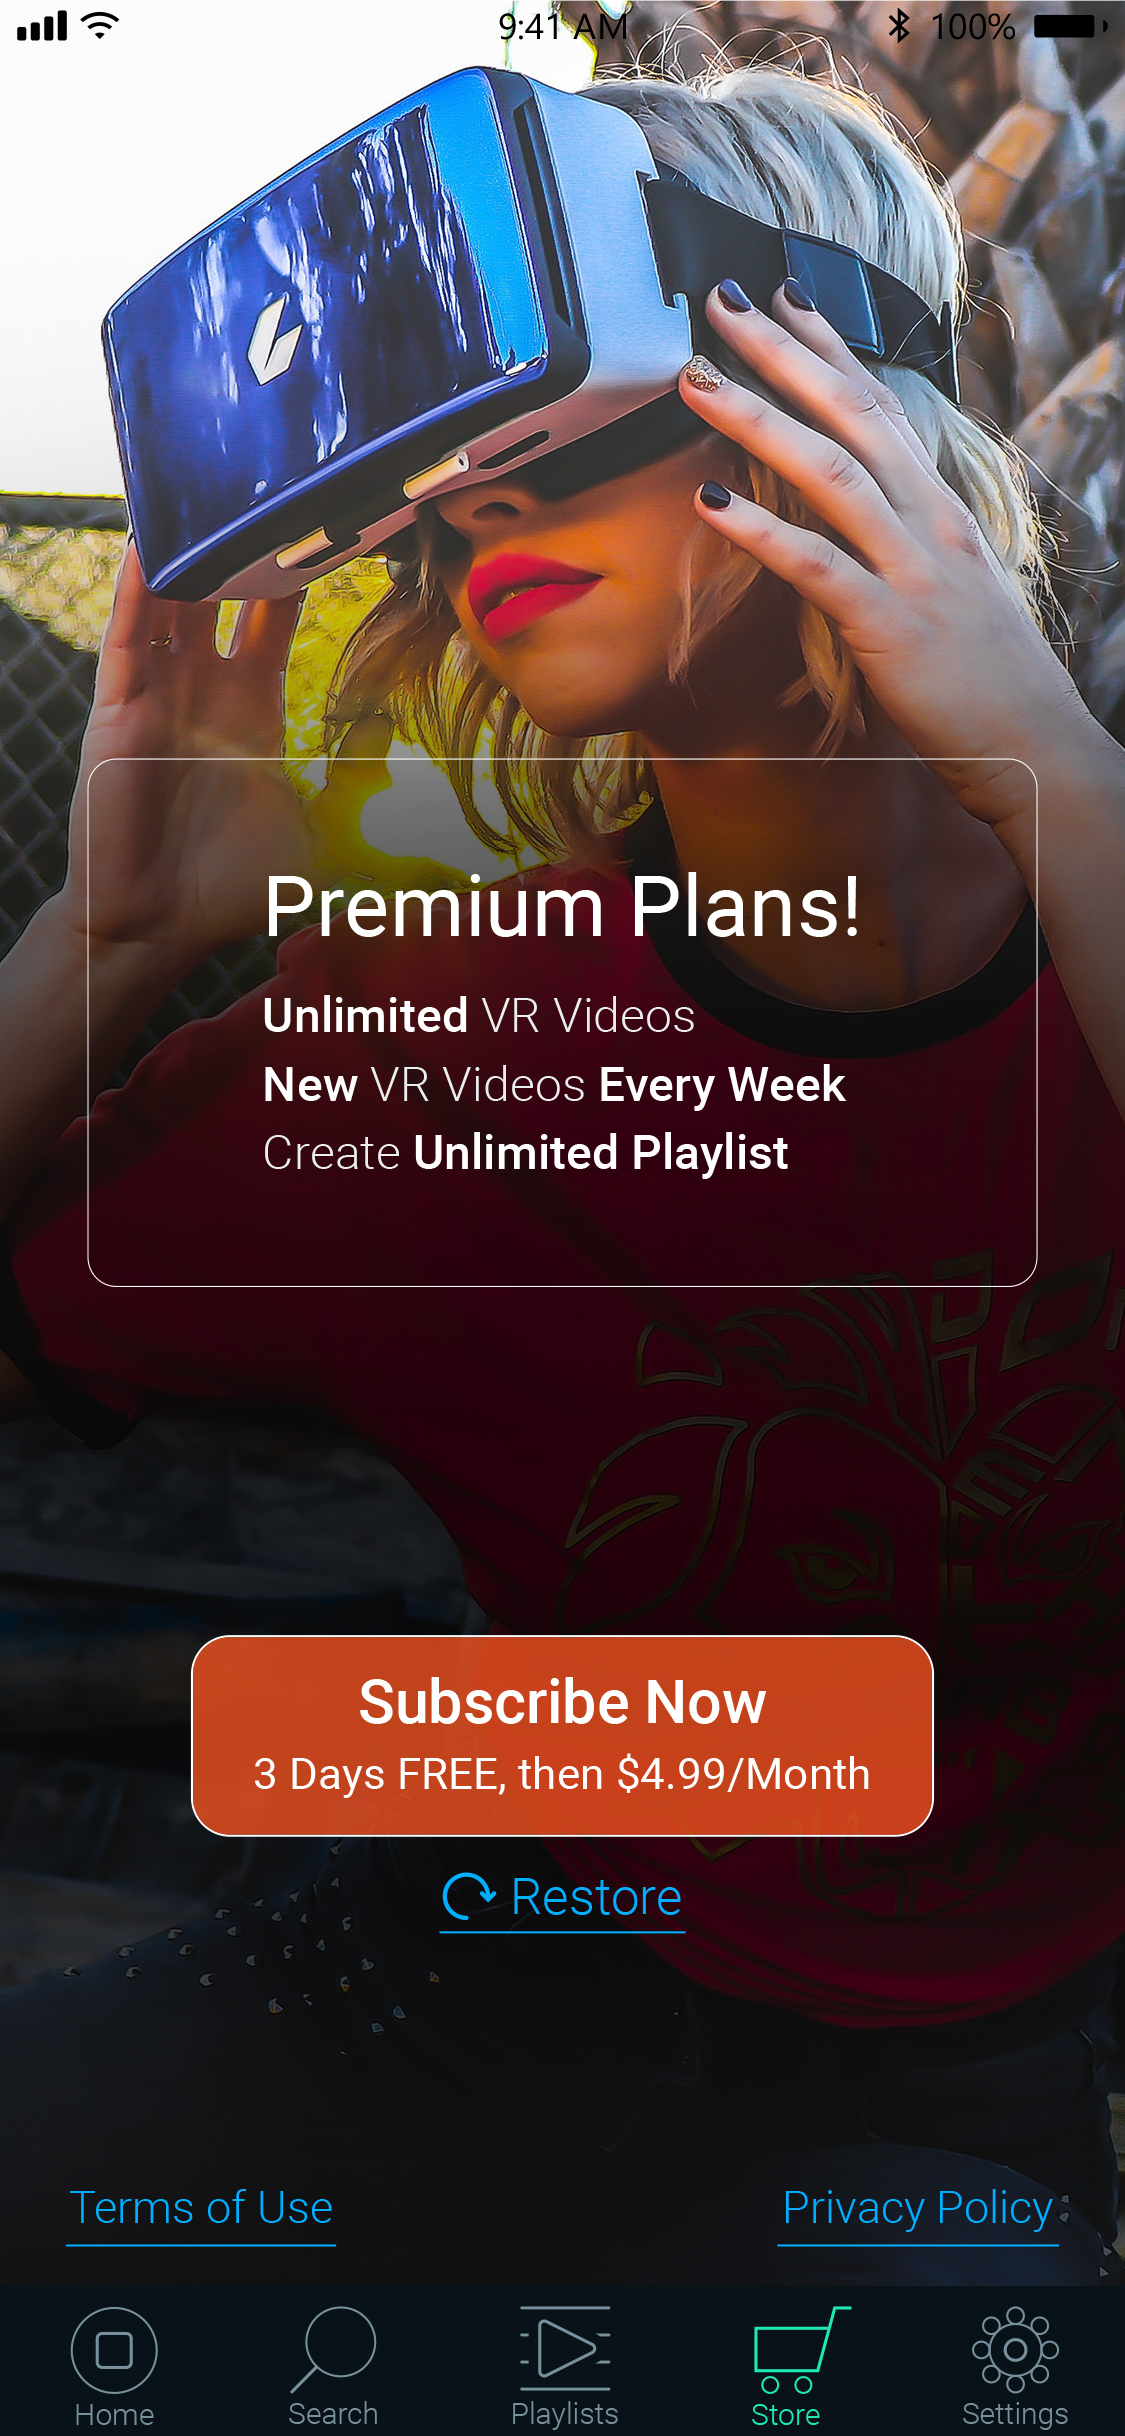 9:41 AM
100%
Premium Plans!
Unlimited VR Videos
New VR Videos Every Week
Create Unlimited Playlist
Subscribe Now
3 Days FREE, then $4.99/Month
Restore
Terms of Use
Privacy Policy
Home
Search
Playlists
Store
Settings